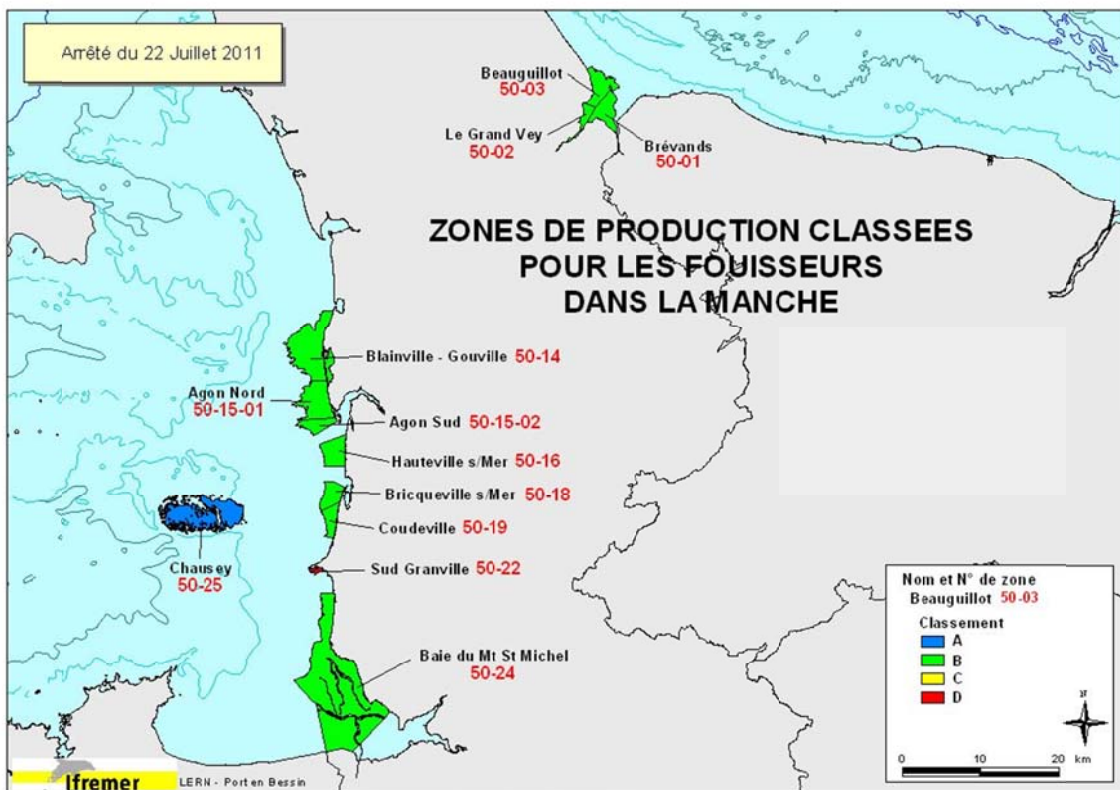 Arrêté du 22 Juillet 2011
Beauguillot
50-03
Le Grand Vey
50-02
Brévands
50-01
ZONES DE PRODUCTION CLASSEES
POUR LES FOUISSEURS
DANS LA MANCHE
Blainville - Gouville 50-14
Agon Nord
50-15-01
Agon Sud 50-15-02
Hauteville s/Mer 50-16
Bricqueville s/Mer 50-18
Coudeville 50-19
Sud Granville 50-22
Chausey
50-25
Baie du Mt St Michel
50-24
Nom et N° de zone
Beauguillot 50-03
Classement
A
B
C
D
N
0 10 20 km
Ifremer
LERN - Port en Bessin